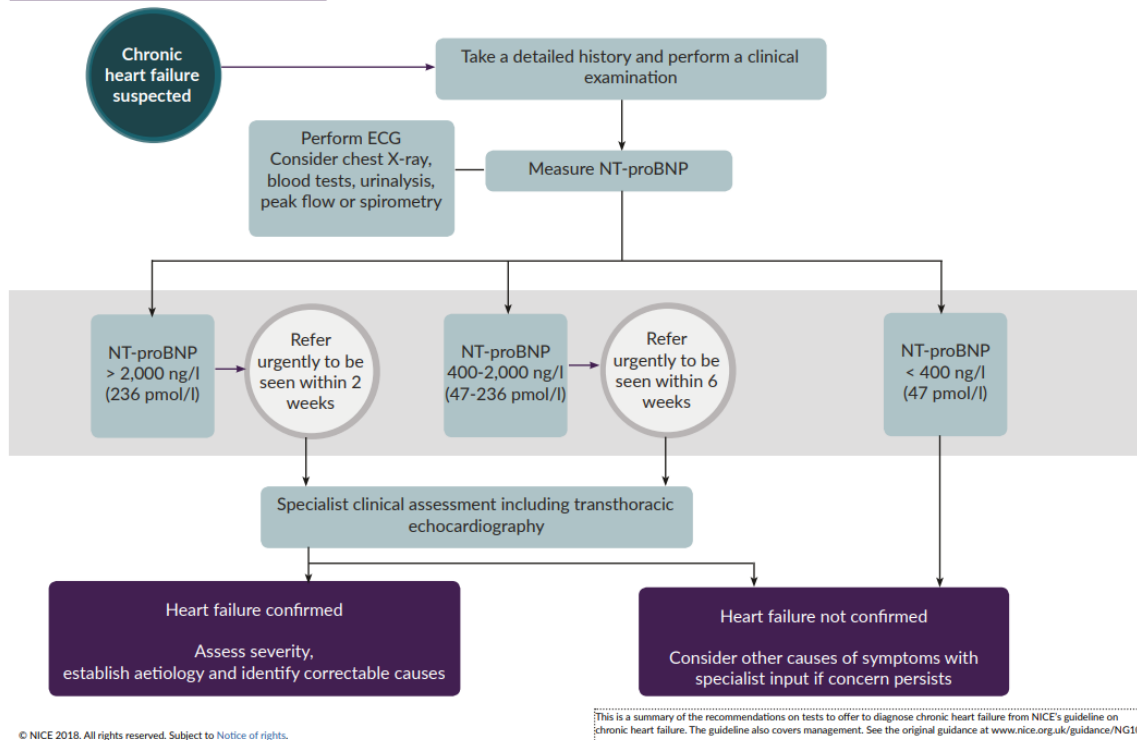 Chronic
heart failure
suspected
Take a detailed history and perform a clinical
examination
Perform ECG
Consider chest X-ray,
blood tests, urinalysis,
peak flow or spirometry
Measure NT-proBNP
NT-proBNP
> 2,000 ng/l
(236 pmol/l)
Refer
urgently to be
seen within 2
weeks
NT-proBNP
400-2,000 ng/l
(47-236 pmol/l)
Refer
urgently to be
seen within 6
weeks
NT-proBNP
< 400 ng/l
(47 pmol/l)
Specialist clinical assessment including transthoracic
echocardiography
Heart failure confirmed
Assess severity,
establish aetiology and identify correctable causes
Heart failure not confirmed
Consider other causes of symptoms with
specialist input if concern persists
© NICE 2018. All rights reserved. Subject to Notice of rights.
This is a summary of the recommendations on tests to offer to diagnose chronic heart failure from NICE's guideline on
chronic heart failure. The guideline also covers management. See the original guidance at www.nice.org.uk/guidance/NG10